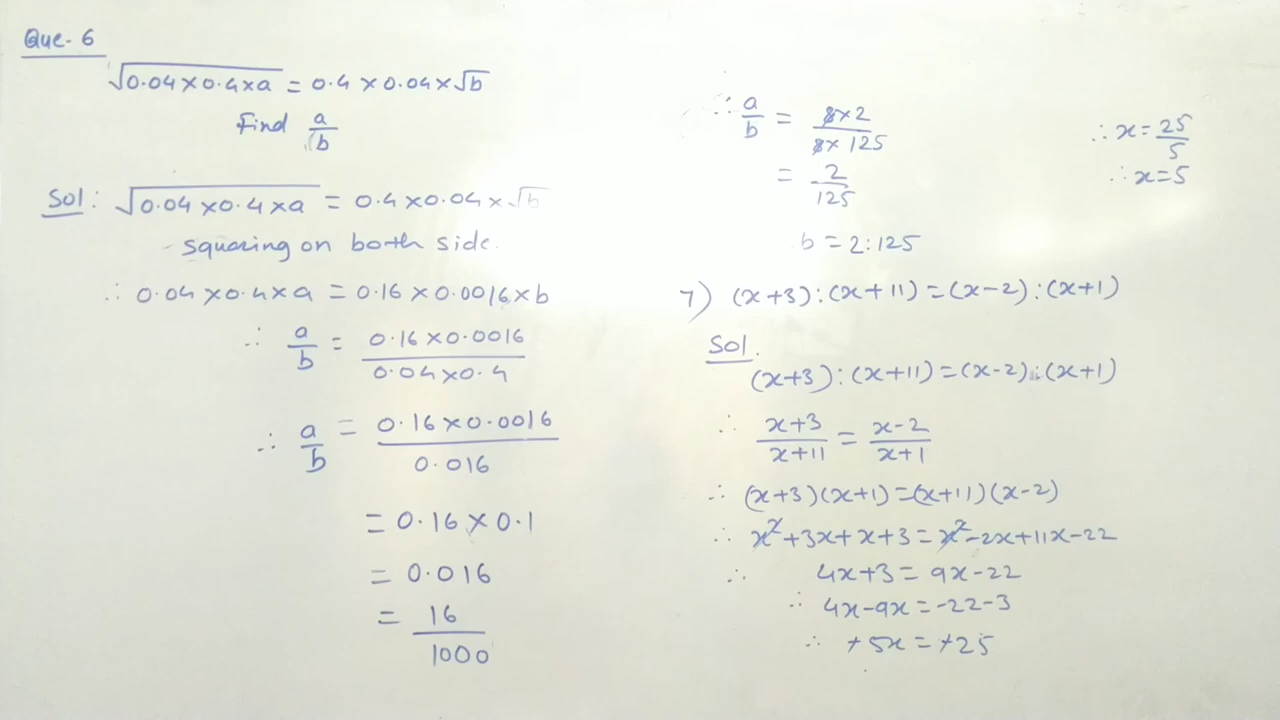 Que. 6
√0.04×0.4×a = 0.4×0.04×√b
Find a/b
Sol: √0.04×0.4×a = 0.4×0.04×√b
squaring on both side.
∴ 0.04×0.4×a = 0.16×0.0016×b
∴ a/b = 0.16×0.0016/0.04×0.4
∴ a/b = 0.16×0.0016/0.016
= 0.16×0.1
= 0.016
= 16/1000
∴ a/b = 8×2/8×125
= 2/125
b = 2:125
7) (x+3):(x+11)=(x-2):(x+1)
Sol.
(x+3):(x+11)=(x-2):(x+1)
∴ x+3/x+11 = x-2/x+1
∴ (x+3)(x+1)=(x+11)(x-2)
∴ x²+3x+x+3=x²-2x+11x-22
∴ 4x+3=9x-22
∴ 4x-9x=-22-3
∴ +5x=+25
∴ x=25/5
∴ x=5